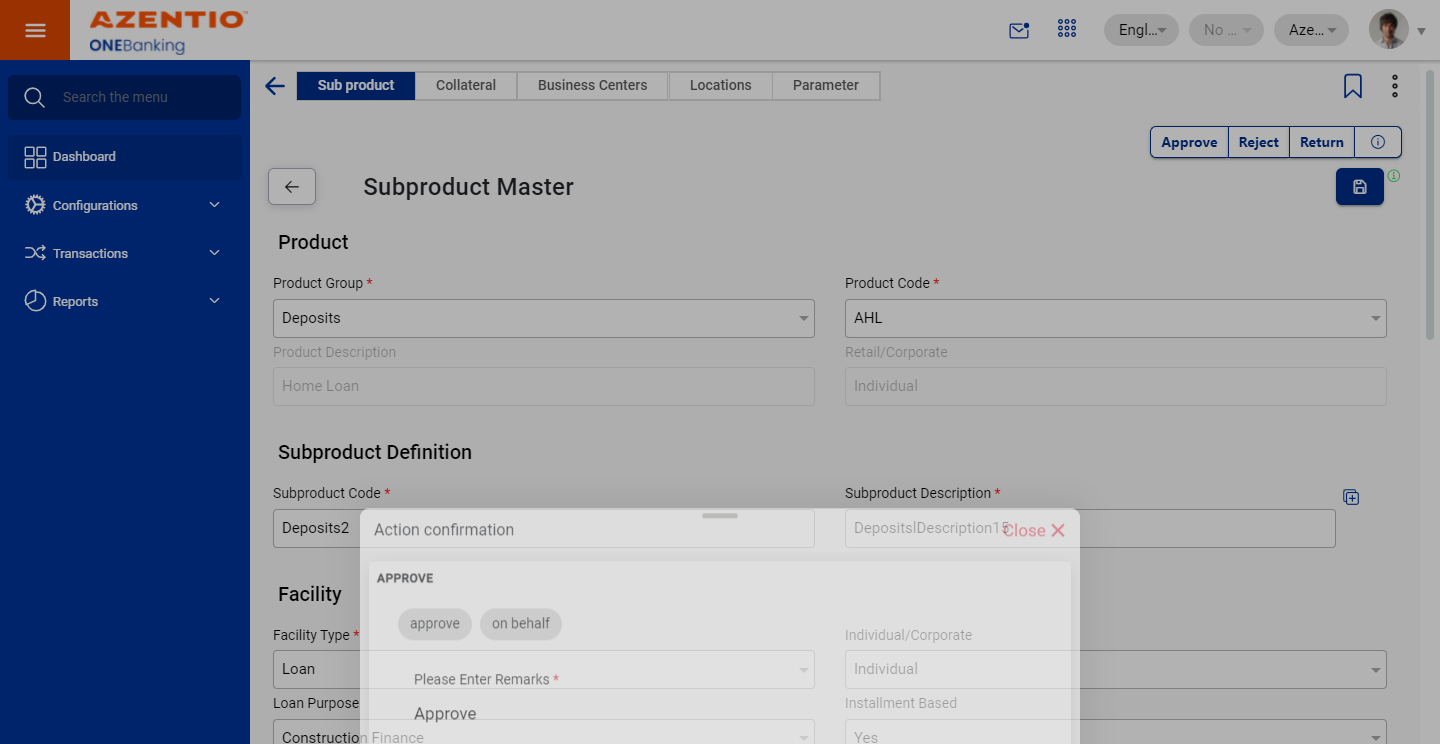 AZENTIO™
ONEBanking
Engl...
No ...
Aze...
Search the menu
Dashboard
Configurations
Transactions
Reports
Sub product
Collateral
Business Centers
Locations
Parameter
Approve
Reject
Return
Subproduct Master
Product
Product Group *
Product Code *
Deposits
AHL
Product Description
Retail/Corporate
Home Loan
Individual
Subproduct Definition
Subproduct Code *
Subproduct Description *
Deposits2
DepositslDescription15
Action confirmation
Close
APPROVE
Facility
approve
on behalf
Facility Type *
Individual/Corporate
Loan
Individual
Please Enter Remarks *
Loan Purpose
Installment Based
Approve
Construction Finance
Yes